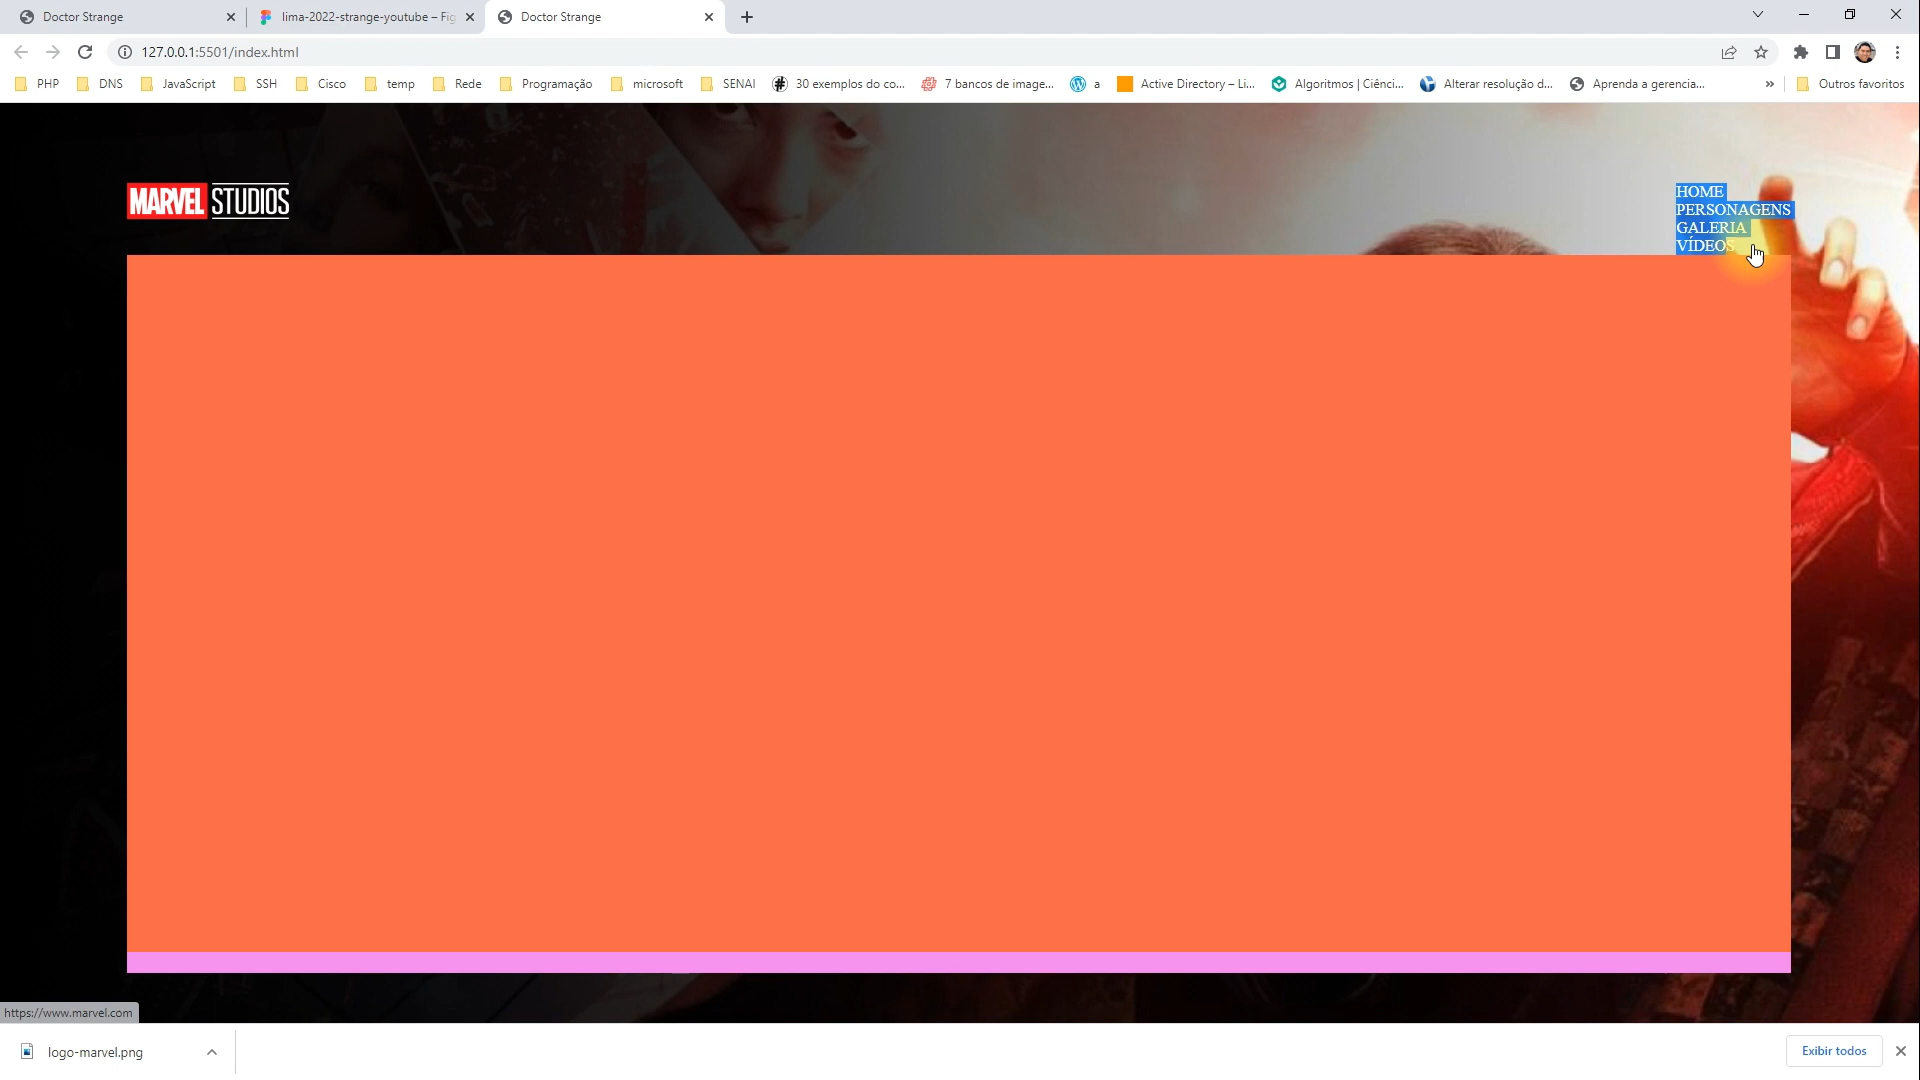 Doctor Strange
lima-2022-strange-youtube – Fig
Doctor Strange
127.0.0.1:5501/index.html
PHP
DNS
JavaScript
SSH
Cisco
temp
Rede
Programação
microsoft
SENAI
30 exemplos do co...
7 bancos de image...
a
Active Directory – Li...
Algoritmos | Ciênci...
Alterar resolução d...
Aprenda a gerencia...
»
Outros favoritos
MARVEL STUDIOS
HOME
PERSONAGENS
GALERIA
VÍDEOS
https://www.marvel.com
logo-marvel.png
Exibir todos